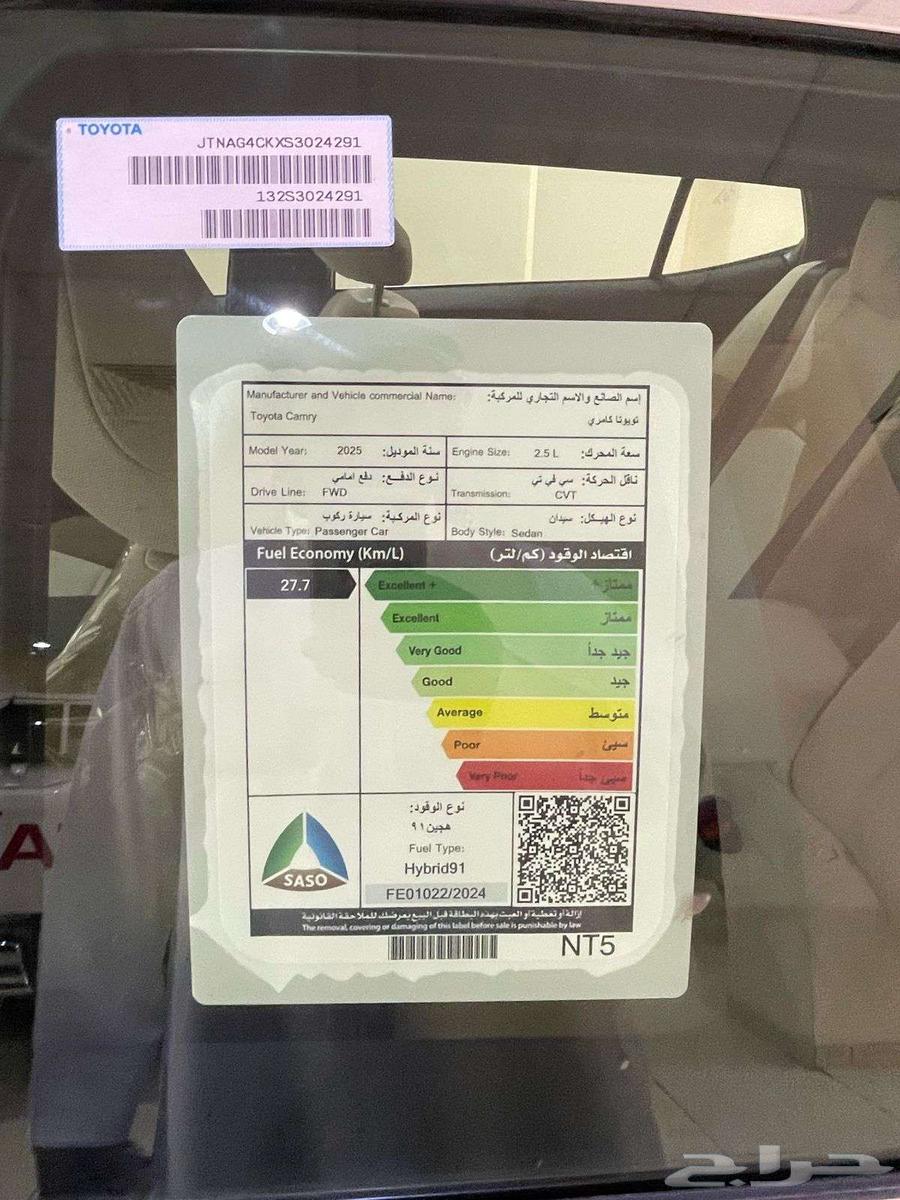 TOYOTA
JTNAG4CKXS3024291
132S3024291
Manufacturer and Vehicle commercial Name: إسم الصانع والاسم التجاري للمركبة:
Toyota Camry تويوتا كامري
Model Year: 2025 سنة الموديل: Engine Size: 2.5 L سعة المحرك:
نوع الدفع: دفع امامي ناقل الحركة: سي في تي
Drive Line: FWD Transmission: CVT
نوع المركبة: سيارة ركوب نوع الهيكل: سيدان
Vehicle Type: Passenger Car Body Style: Sedan
Fuel Economy (Km/L) اقتصاد الوقود (كم/لتر)
27.7 Excellent + ممتاز +
Excellent ممتاز
Very Good جيد جداً
Good جيد
Average متوسط
Poor سيئ
Very Poor سيئ جداً
نوع الوقود:
هجين ٩١
Fuel Type:
Hybrid91
SASO
FE01022/2024
إزالة أو تغطية أو العبث بهذه البطاقة قبل البيع يعرضك للملاحقة القانونية
The removal, covering or damaging of this label before sale is punishable by law
NT5
حراج